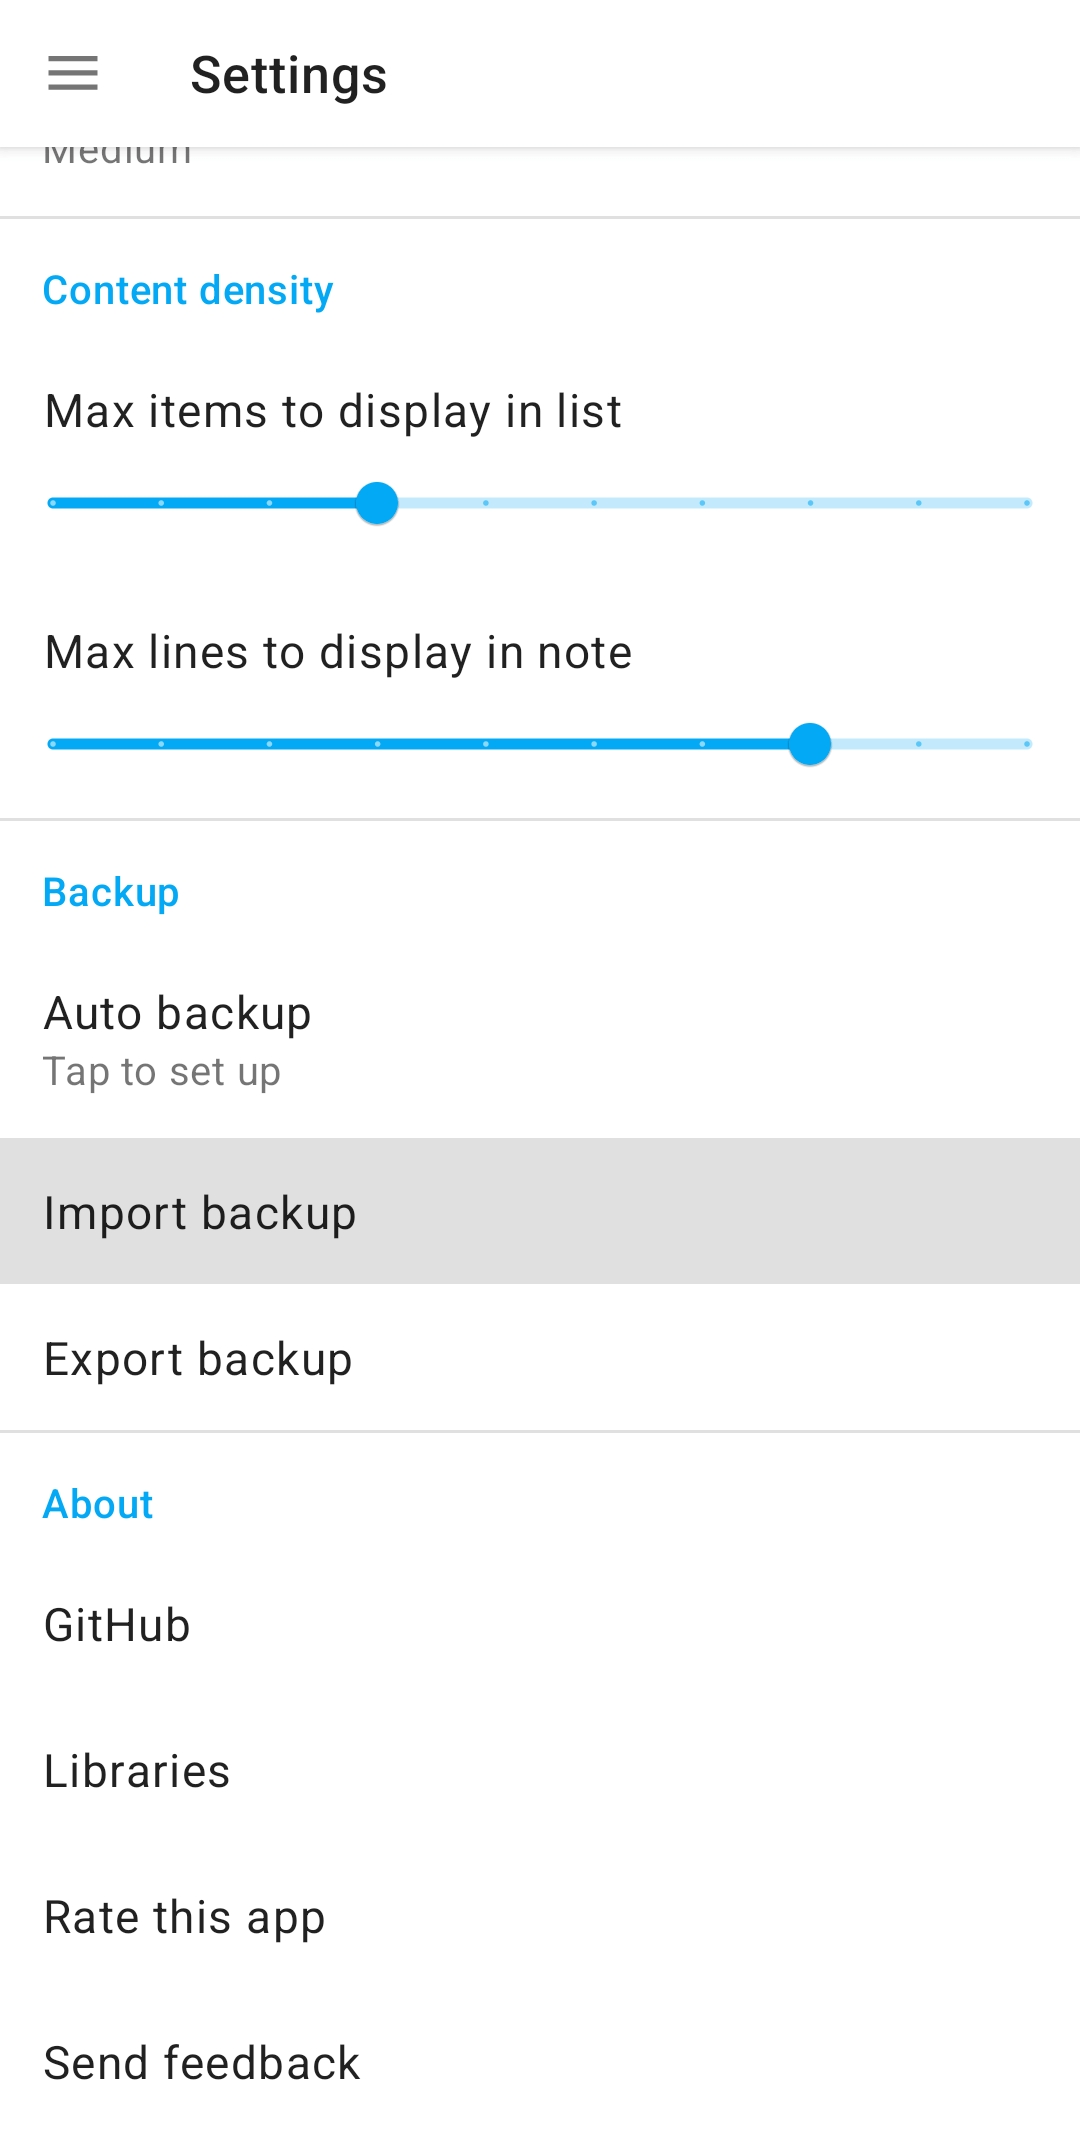 Settings
Medium
Content density
Max items to display in list
Max lines to display in note
Backup
Auto backup
Tap to set up
Import backup
Export backup
About
GitHub
Libraries
Rate this app
Send feedback